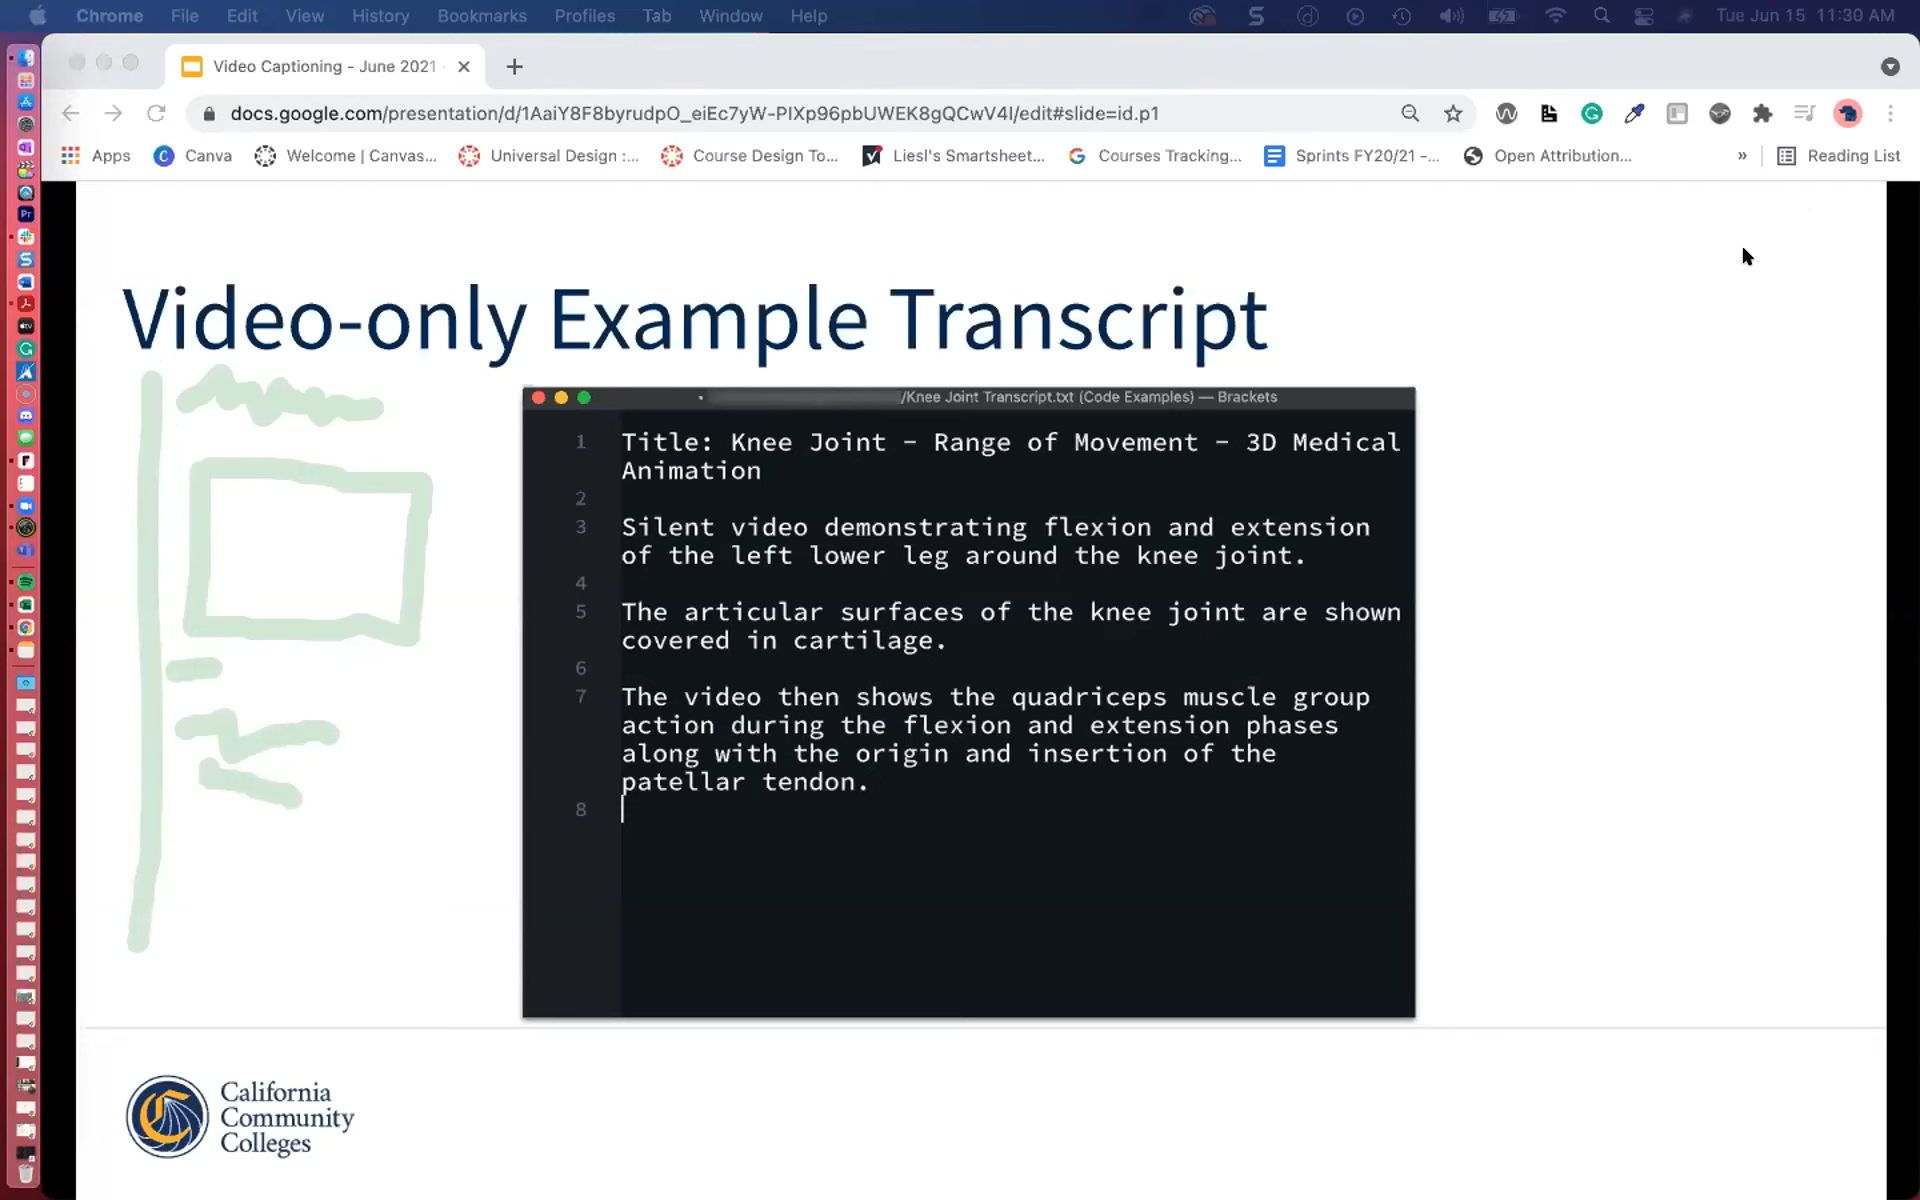 Chrome File Edit View History Bookmarks Profiles Tab Window Help Tue Jun 15 11:30 AM
Video Captioning - June 2021
docs.google.com/presentation/d/1AaiY8F8byrudpO_eiEc7yW-PIXp96pbUWEK8gQCwV4I/edit#slide=id.p1
Apps Canva Welcome | Canvas... Universal Design :... Course Design To... Liesl's Smartsheet... Courses Tracking,... Sprints FY20/21 -... Open Attribution... » Reading List
Video-only Example Transcript
/Knee Joint Transcript.txt (Code Examples) — Brackets
1 Title: Knee Joint - Range of Movement - 3D Medical
Animation
2
3 Silent video demonstrating flexion and extension
of the left lower leg around the knee joint.
4
5 The articular surfaces of the knee joint are shown
covered in cartilage.
6
7 The video then shows the quadriceps muscle group
action during the flexion and extension phases
along with the origin and insertion of the
patellar tendon.
8
California
Community
Colleges